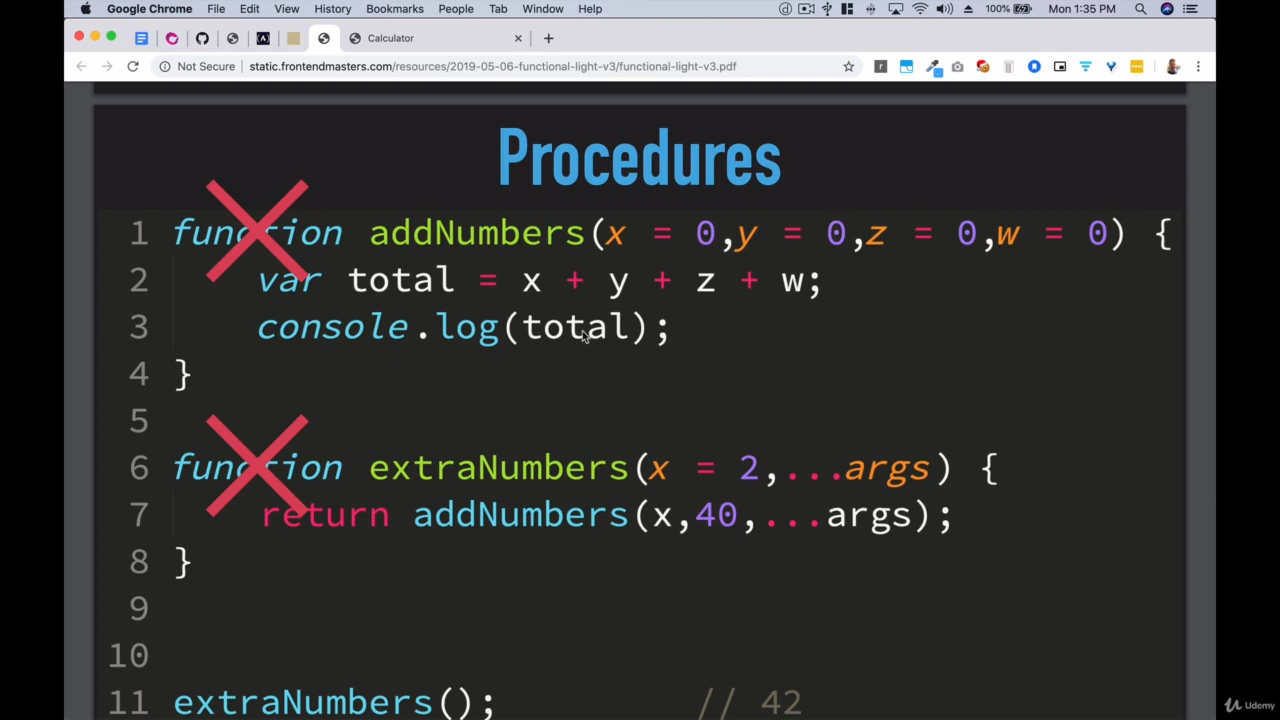 Google Chrome File Edit View History Bookmarks People Tab Window Help 100% Mon 1:35 PM
Calculator
Not Secure static.frontendmasters.com/resources/2019-05-06-functional-light-v3/functional-light-v3.pdf
Procedures
1 function addNumbers(x = 0,y = 0,z = 0,w = 0) {
2 var total = x + y + z + w;
3 console.log(total);
4 }
5
6 function extraNumbers(x = 2,...args) {
7 return addNumbers(x,40,...args);
8 }
9
10
11 extraNumbers(); // 42
Udemy